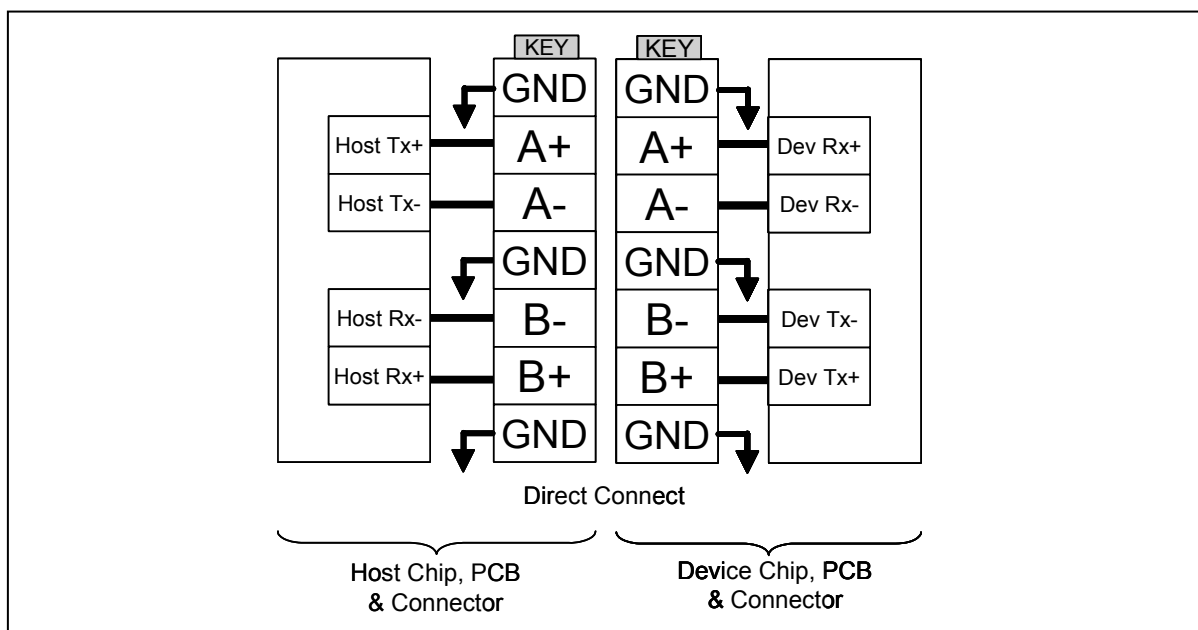 KEY KEY
GND GND
Host Tx+ A+ A+ Dev Rx+
Host Tx- A- A- Dev Rx-
GND GND
Host Rx- B- B- Dev Tx-
Host Rx+ B+ B+ Dev Tx+
GND GND
Direct Connect
Host Chip, PCB
& Connector
Device Chip, PCB
& Connector